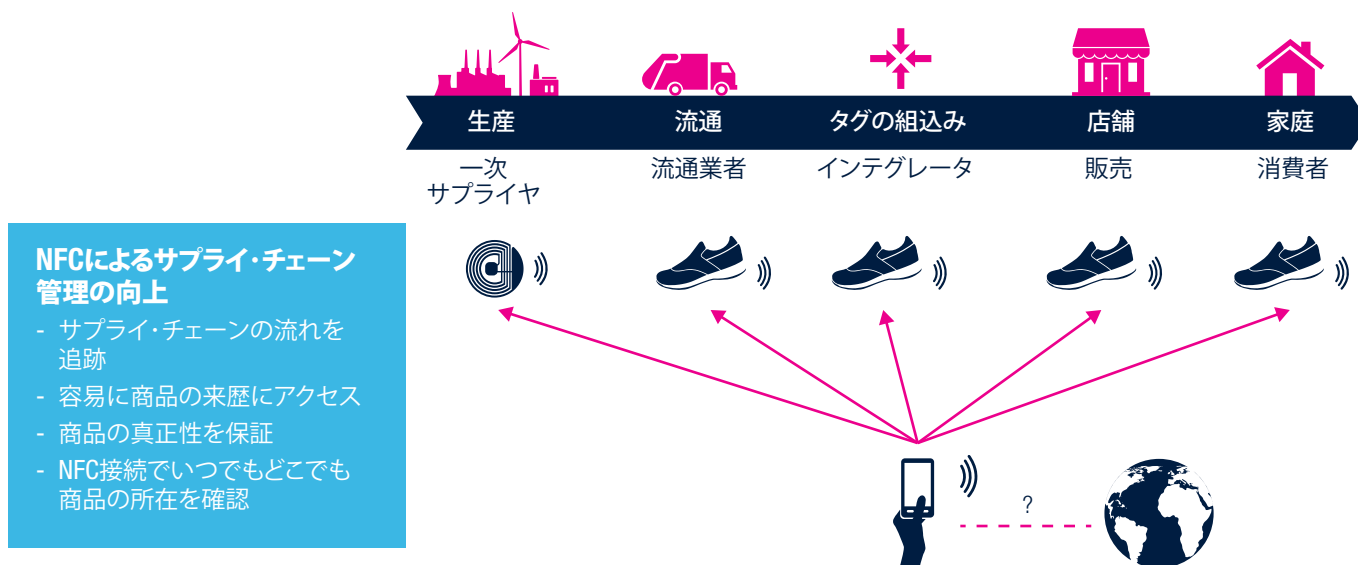 生産
流通
タグの組込み
店舗
家庭
一次
サプライヤ
流通業者
インテグレータ
販売
消費者
NFCによるサプライ・チェーン
管理の向上
- サプライ・チェーンの流れを
追跡
- 容易に商品の来歴にアクセス
- 商品の真正性を保証
- NFC接続でいつでもどこでも
商品の所在を確認
?